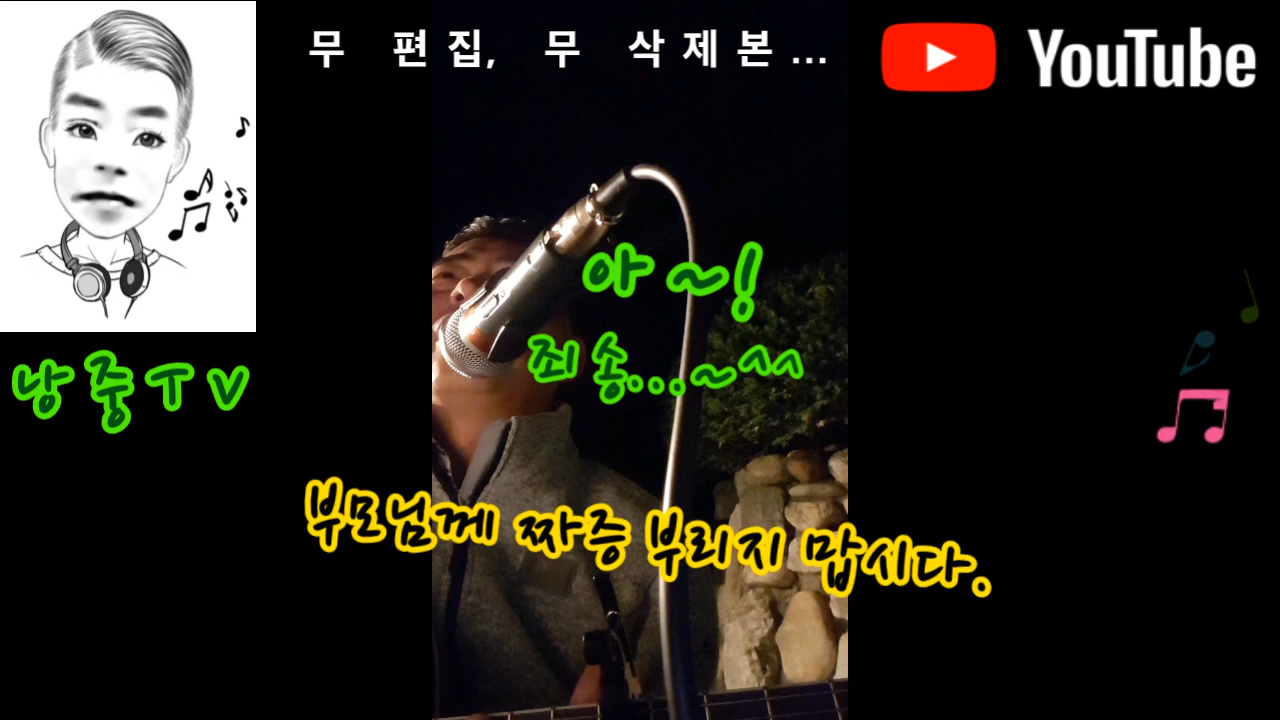 무 편집, 무 삭제본...
YouTube
아~!
죄송...~^^
낭중TV
부모님께 짜증 부리지 맙시다.